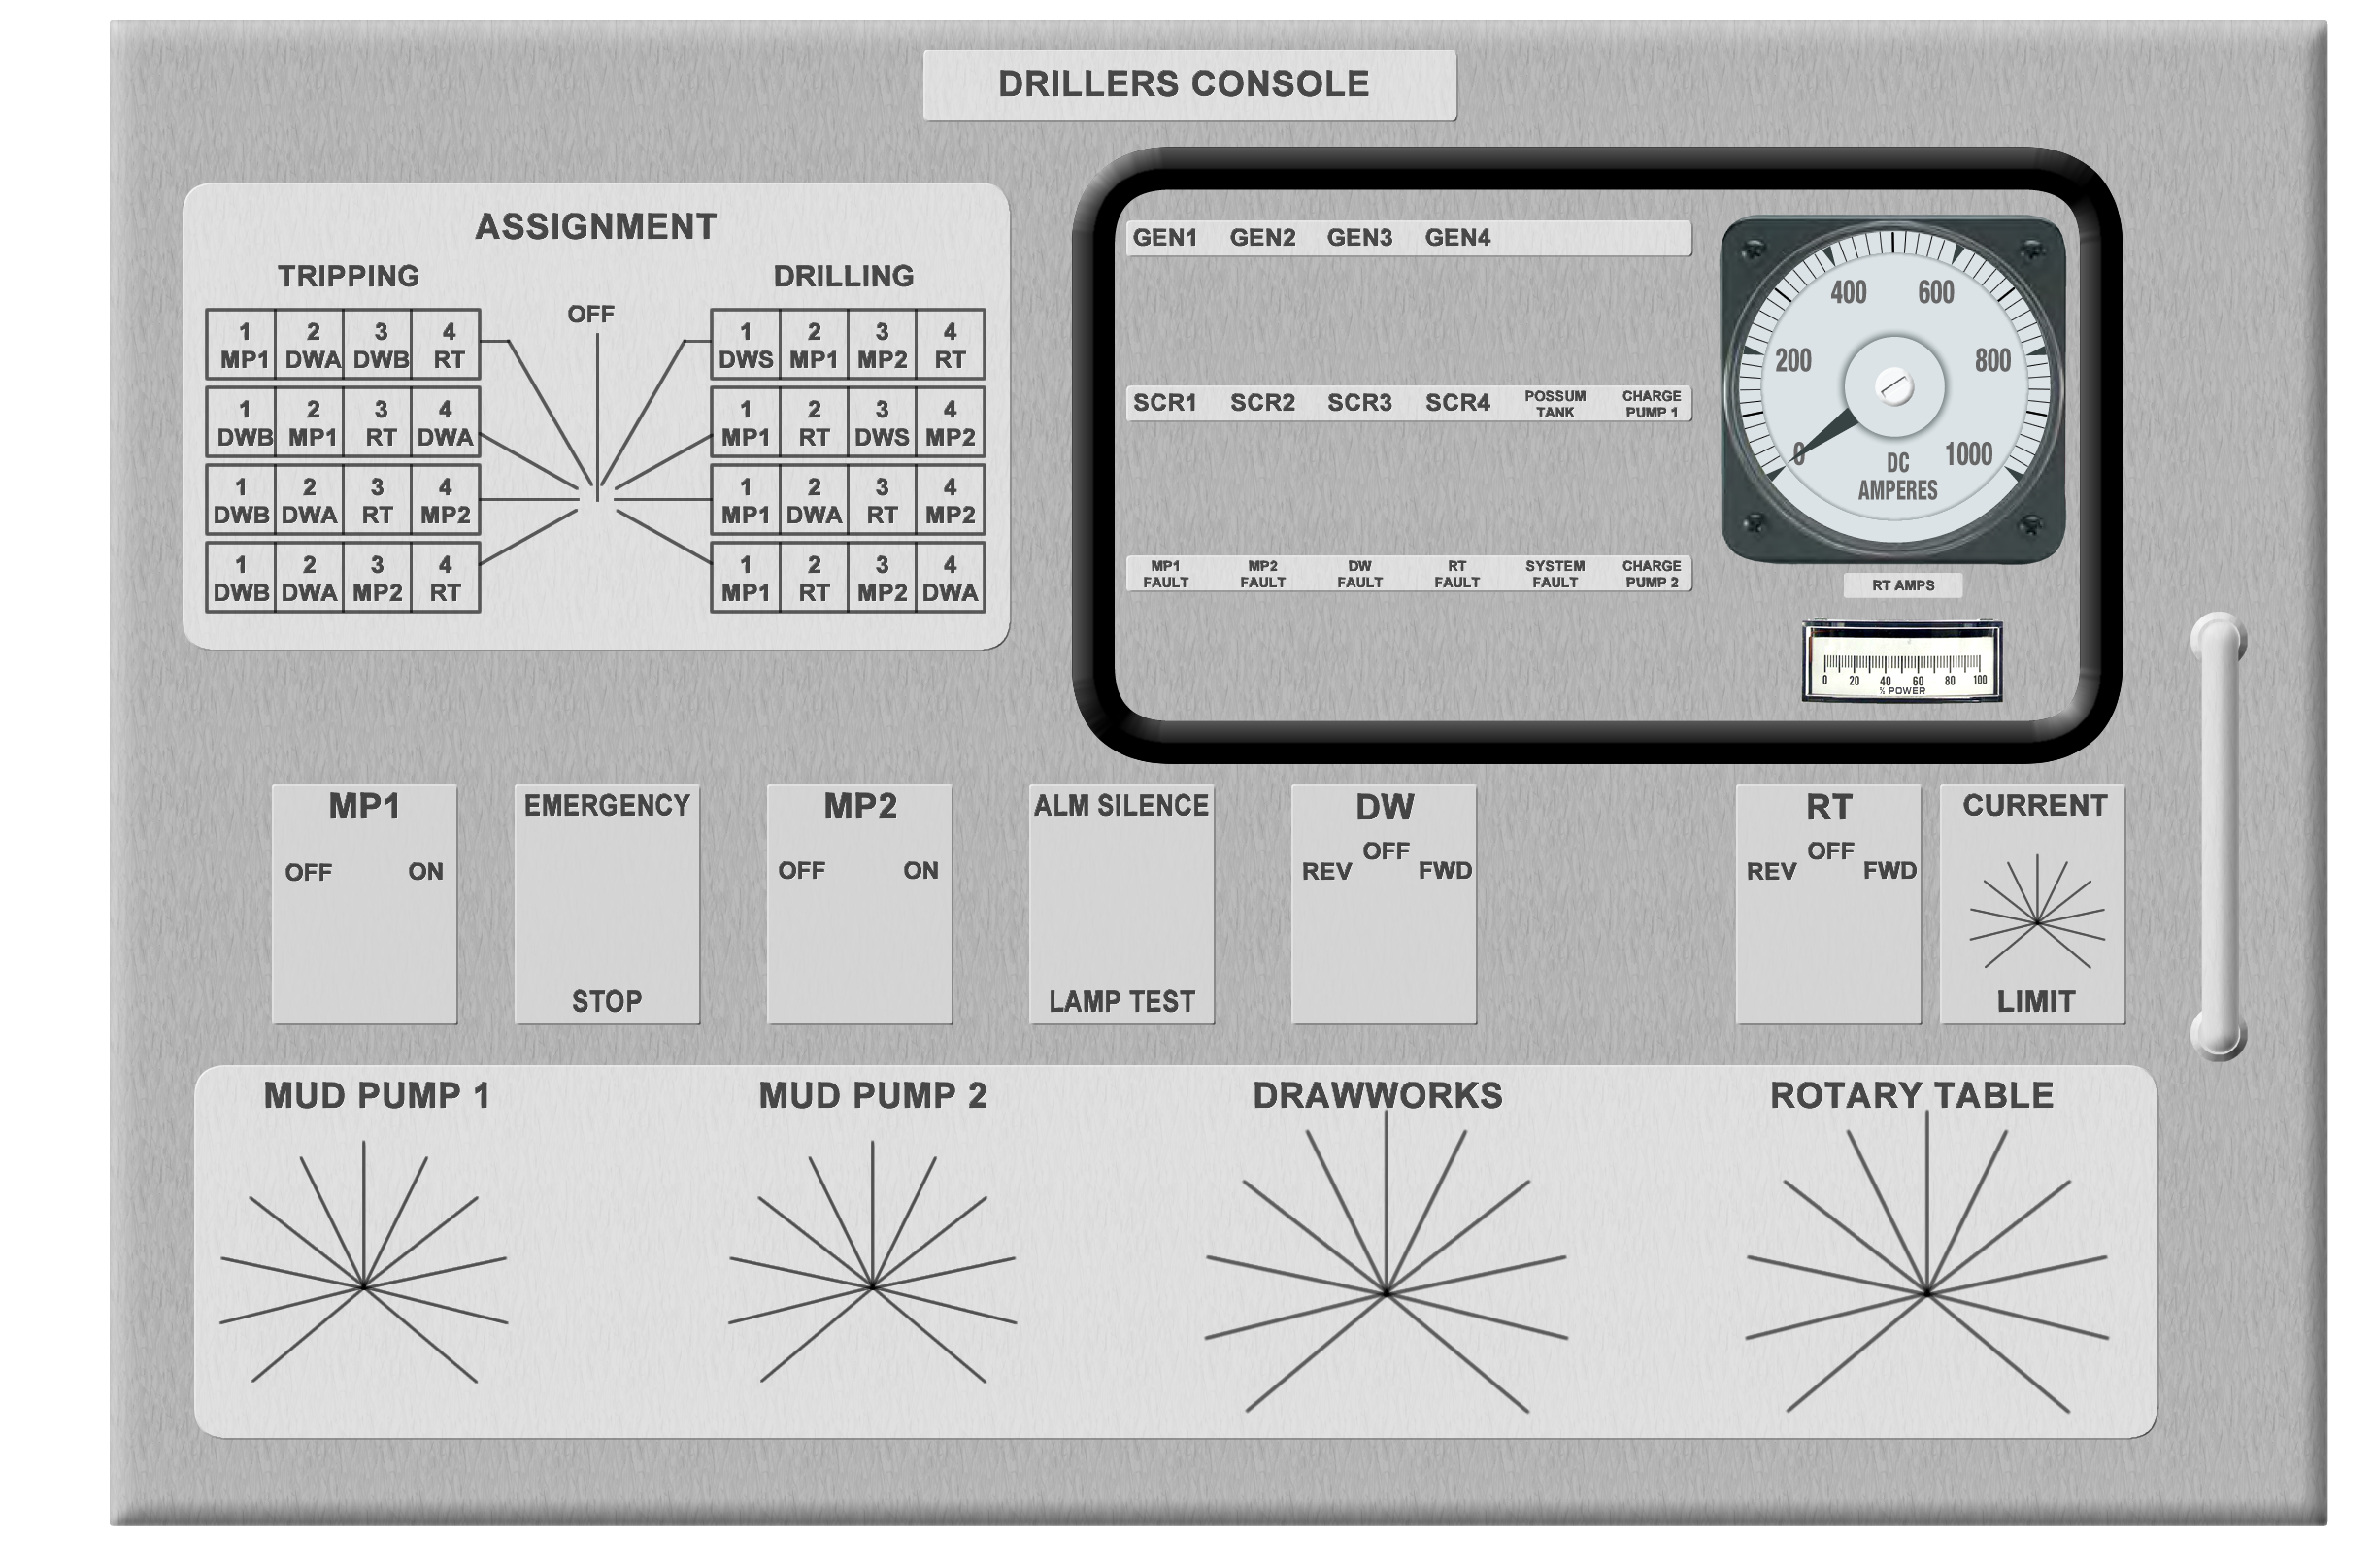 DRILLERS CONSOLE
ASSIGNMENT
TRIPPING
OFF
DRILLING
1 2 3 4
MP1 DWA DWB RT
1 2 3 4
DWB MP1 RT DWA
1 2 3 4
DWB DWA RT MP2
1 2 3 4
DWB DWA MP2 RT
1 2 3 4
DWS MP1 MP2 RT
1 2 3 4
MP1 RT DWS MP2
1 2 3 4
MP1 DWA RT MP2
1 2 3 4
MP1 RT MP2 DWA
GEN1 GEN2 GEN3 GEN4
SCR1 SCR2 SCR3 SCR4
POSSUM
TANK
CHARGE
PUMP 1
MP1
FAULT
MP2
FAULT
DW
FAULT
RT
FAULT
SYSTEM
FAULT
CHARGE
PUMP 2
0 200 400 600 800 1000
DC
AMPERES
RT AMPS
0 20 40 60 80 100
% POWER
MP1
OFF ON
EMERGENCY
STOP
MP2
OFF ON
ALM SILENCE
LAMP TEST
DW
OFF
REV FWD
RT
OFF
REV FWD
CURRENT
LIMIT
MUD PUMP 1
MUD PUMP 2
DRAWWORKS
ROTARY TABLE